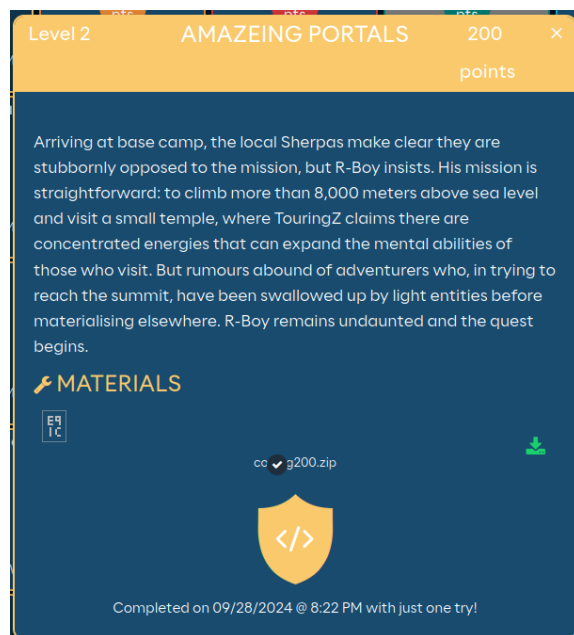 pts pts pts
Level 2 AMAZEING PORTALS 200 ×
points
Arriving at base camp, the local Sherpas make clear they are
stubbornly opposed to the mission, but R-Boy insists. His mission is
straightforward: to climb more than 8,000 meters above sea level
and visit a small temple, where TouringZ claims there are
concentrated energies that can expand the mental abilities of
those who visit. But rumours abound of adventurers who, in trying to
reach the summit, have been swallowed up by light entities before
materialising elsewhere. R-Boy remains undaunted and the quest
begins.
MATERIALS
g200.zip
</>
Completed on 09/28/2024 @ 8:22 PM with just one try!